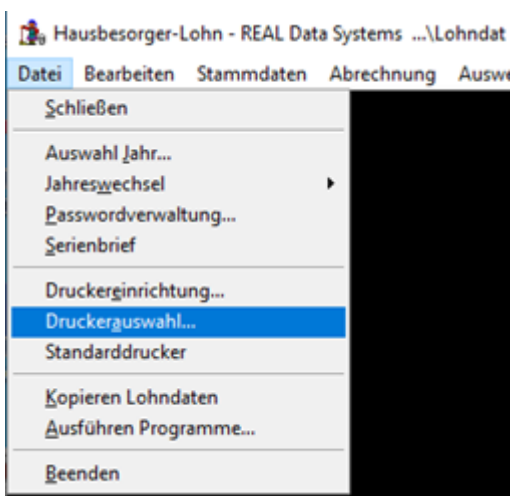 Hausbesorger-Lohn - REAL Data Systems ...\Lohndat
Datei Bearbeiten Stammdaten Abrechnung Auswe
Schließen
Auswahl Jahr...
Jahreswechsel
Passwordverwaltung...
Serienbrief
Druckereinrichtung...
Druckerauswahl...
Standarddrucker
Kopieren Lohndaten
Ausführen Programme...
Beenden